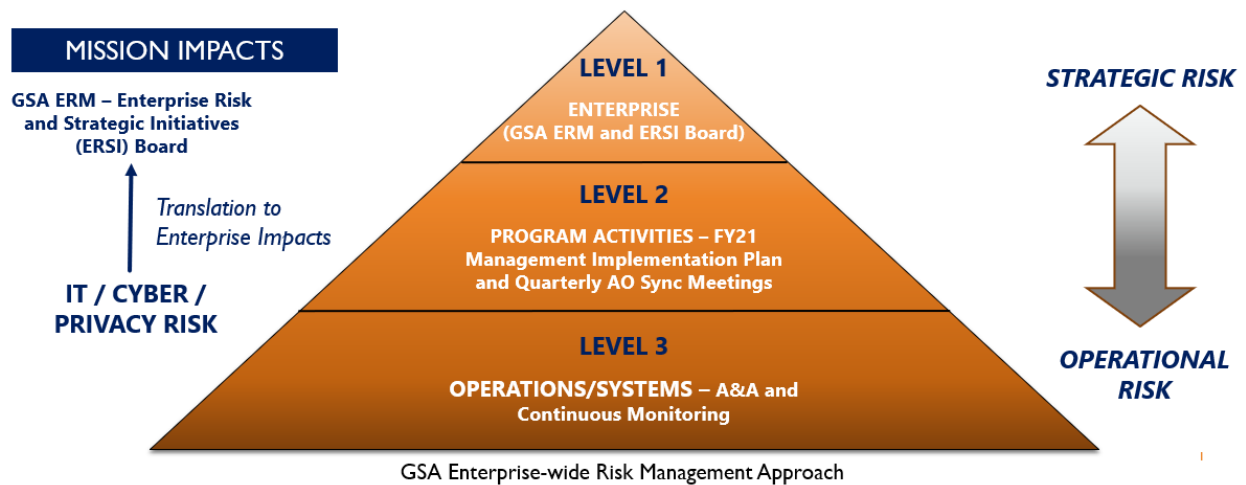 MISSION IMPACTS
GSA ERM – Enterprise Risk
and Strategic Initiatives
(ERSI) Board
Translation to
Enterprise Impacts
IT / CYBER /
PRIVACY RISK
LEVEL 1
ENTERPRISE
(GSA ERM and ERSI Board)
LEVEL 2
PROGRAM ACTIVITIES – FY21
Management Implementation Plan
and Quarterly AO Sync Meetings
LEVEL 3
OPERATIONS/SYSTEMS – A&A and
Continuous Monitoring
STRATEGIC RISK
OPERATIONAL
RISK
GSA Enterprise-wide Risk Management Approach